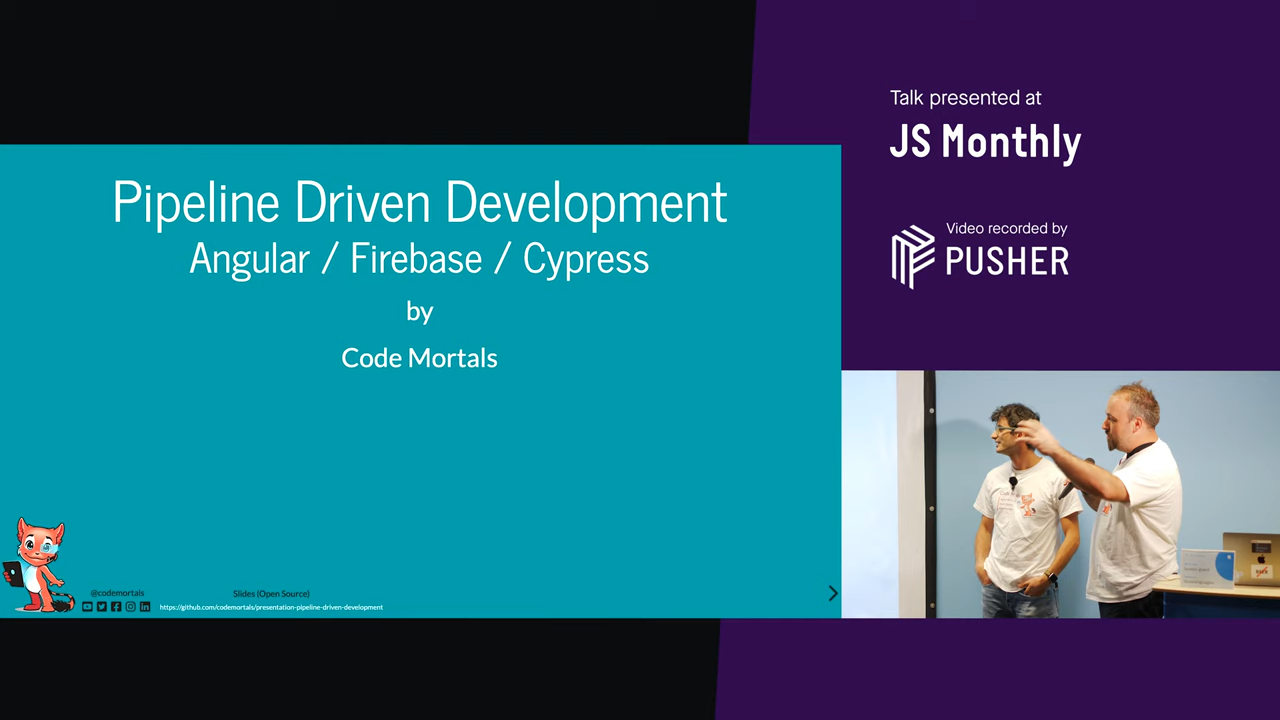 Talk presented at
JS Monthly
Video recorded by
PUSHER
Pipeline Driven Development
Angular / Firebase / Cypress
by
Code Mortals
@codemortals
Slides (Open Source)
https://github.com/codemortals/presentation-pipeline-driven-development